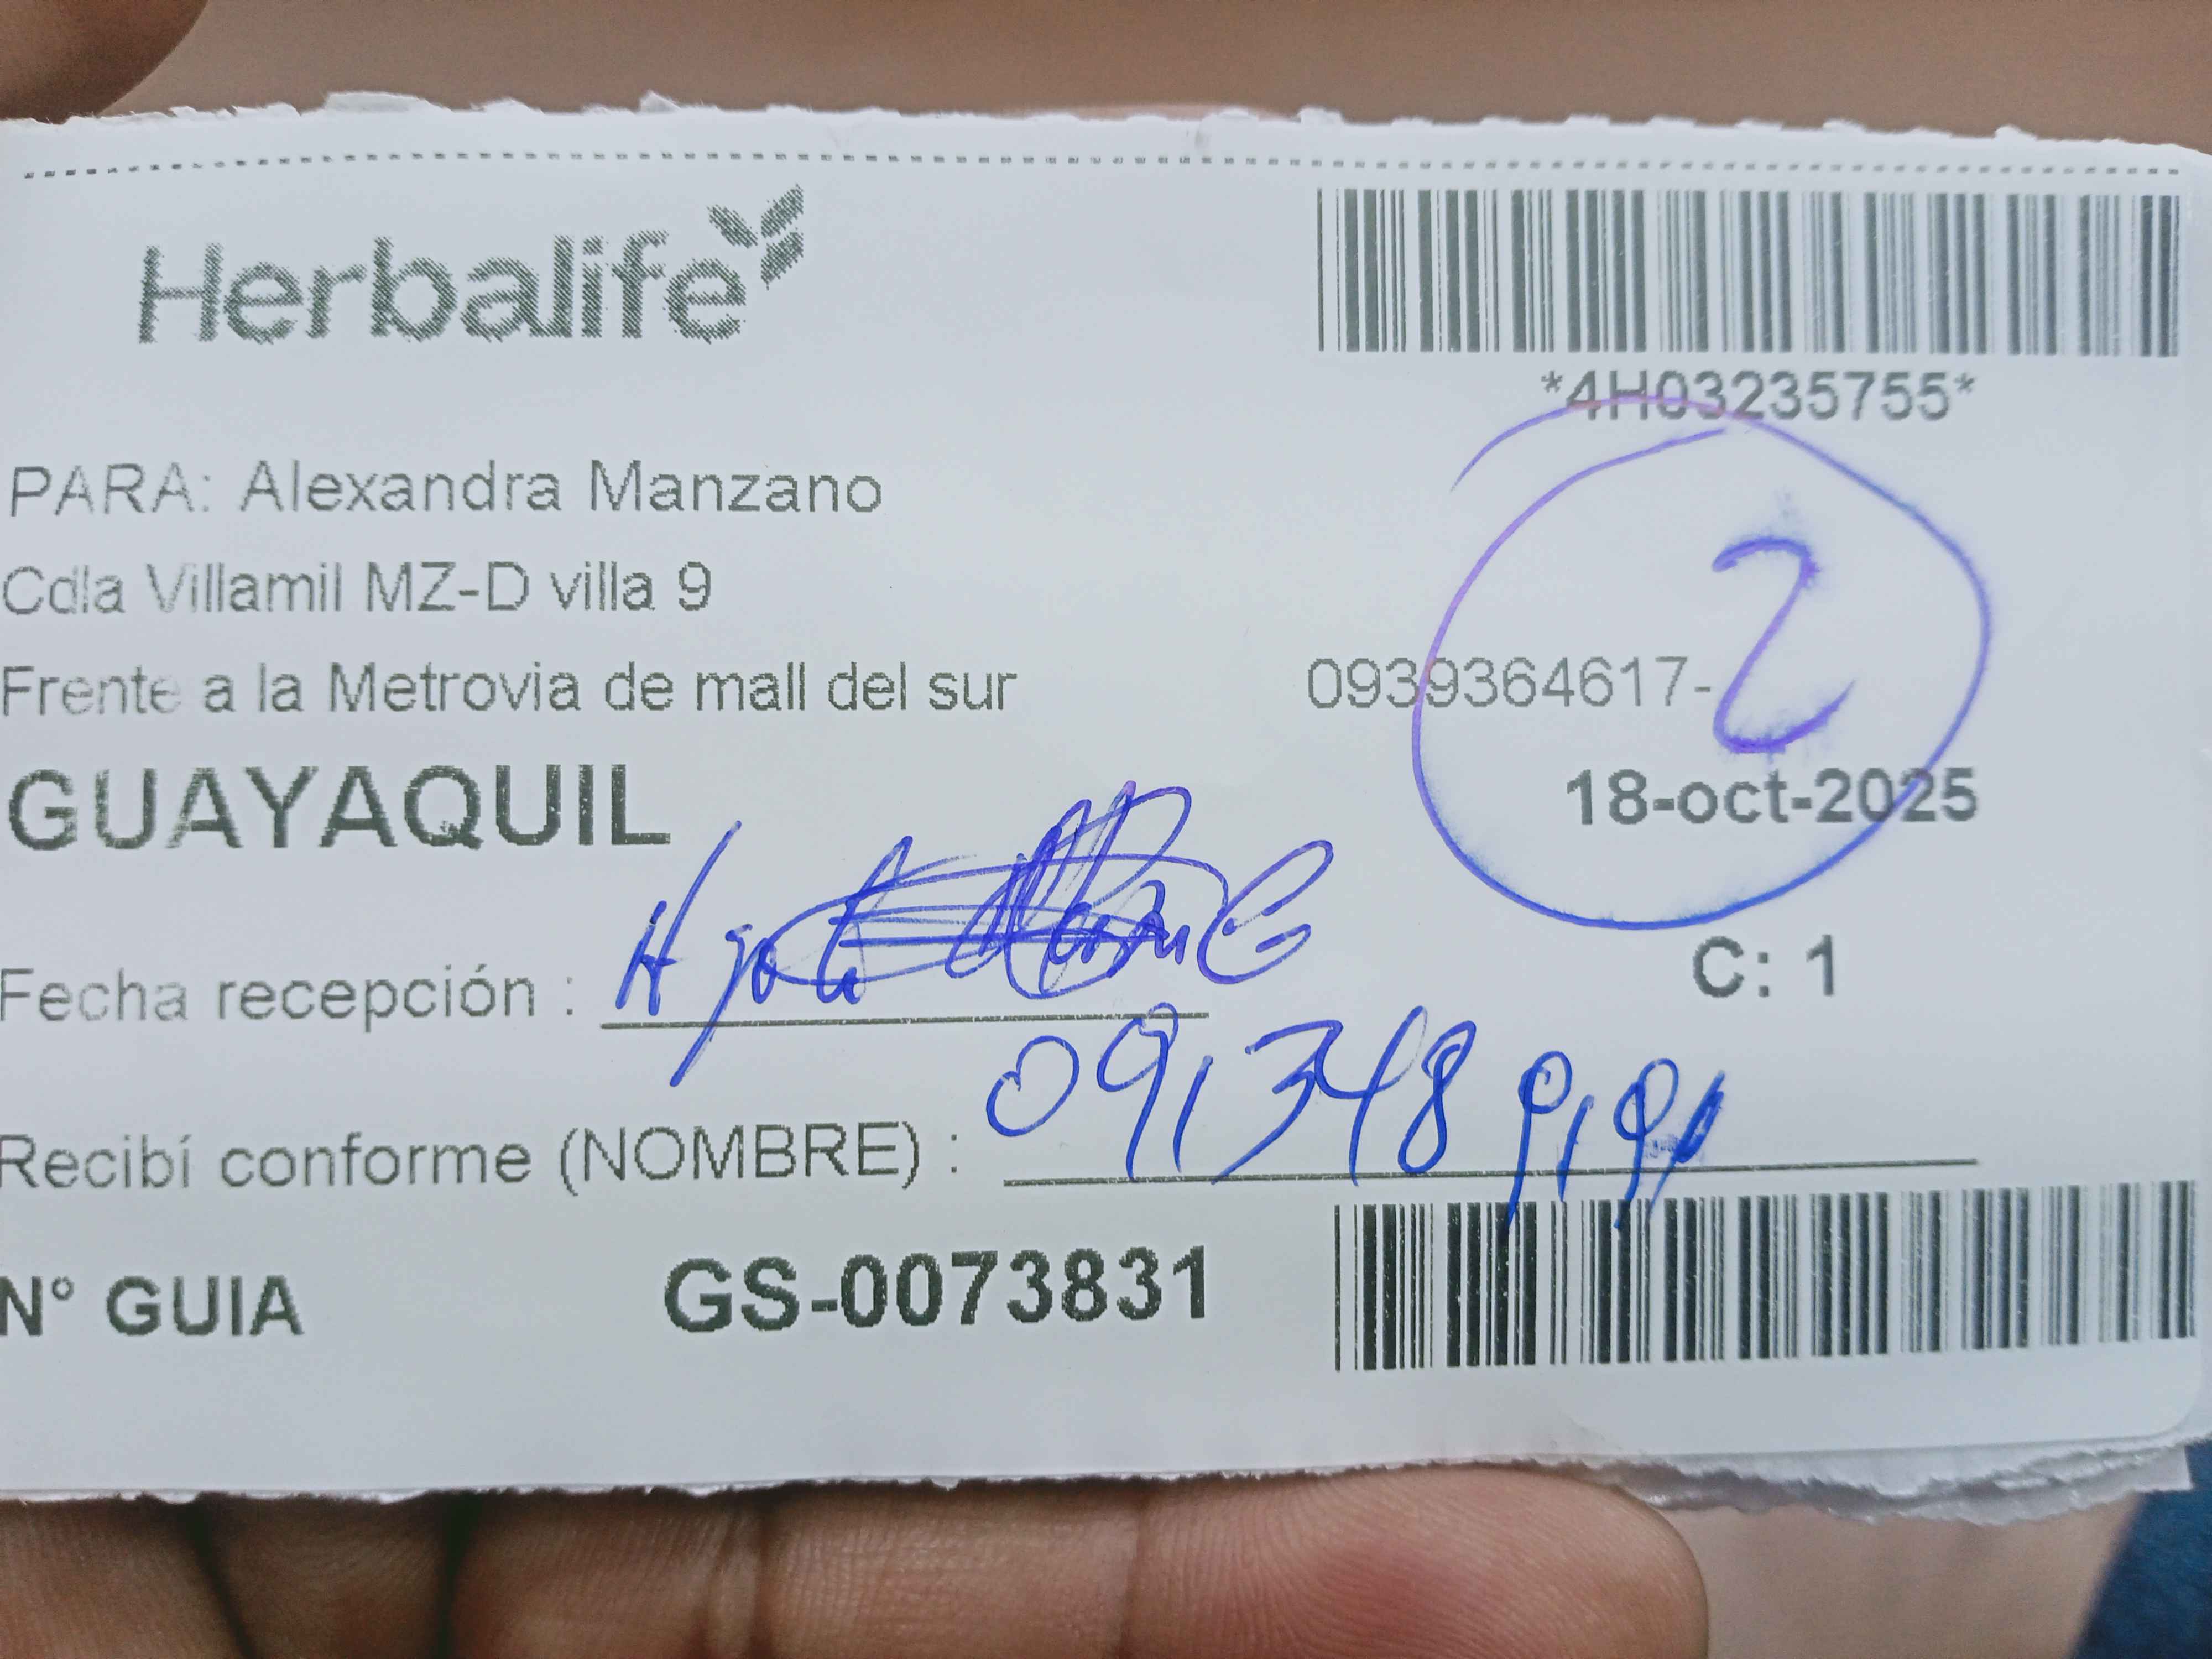 Herbalife
*4H03235755*
PARA: Alexandra Manzano
Cdla Villamil MZ-D villa 9
Frente a la Metrovia de mall del sur 0939364617-
2
GUAYAQUIL 18-oct-2025
C: 1
Fecha recepción :
Recibí conforme (NOMBRE) : 091348
N° GUIA GS-0073831